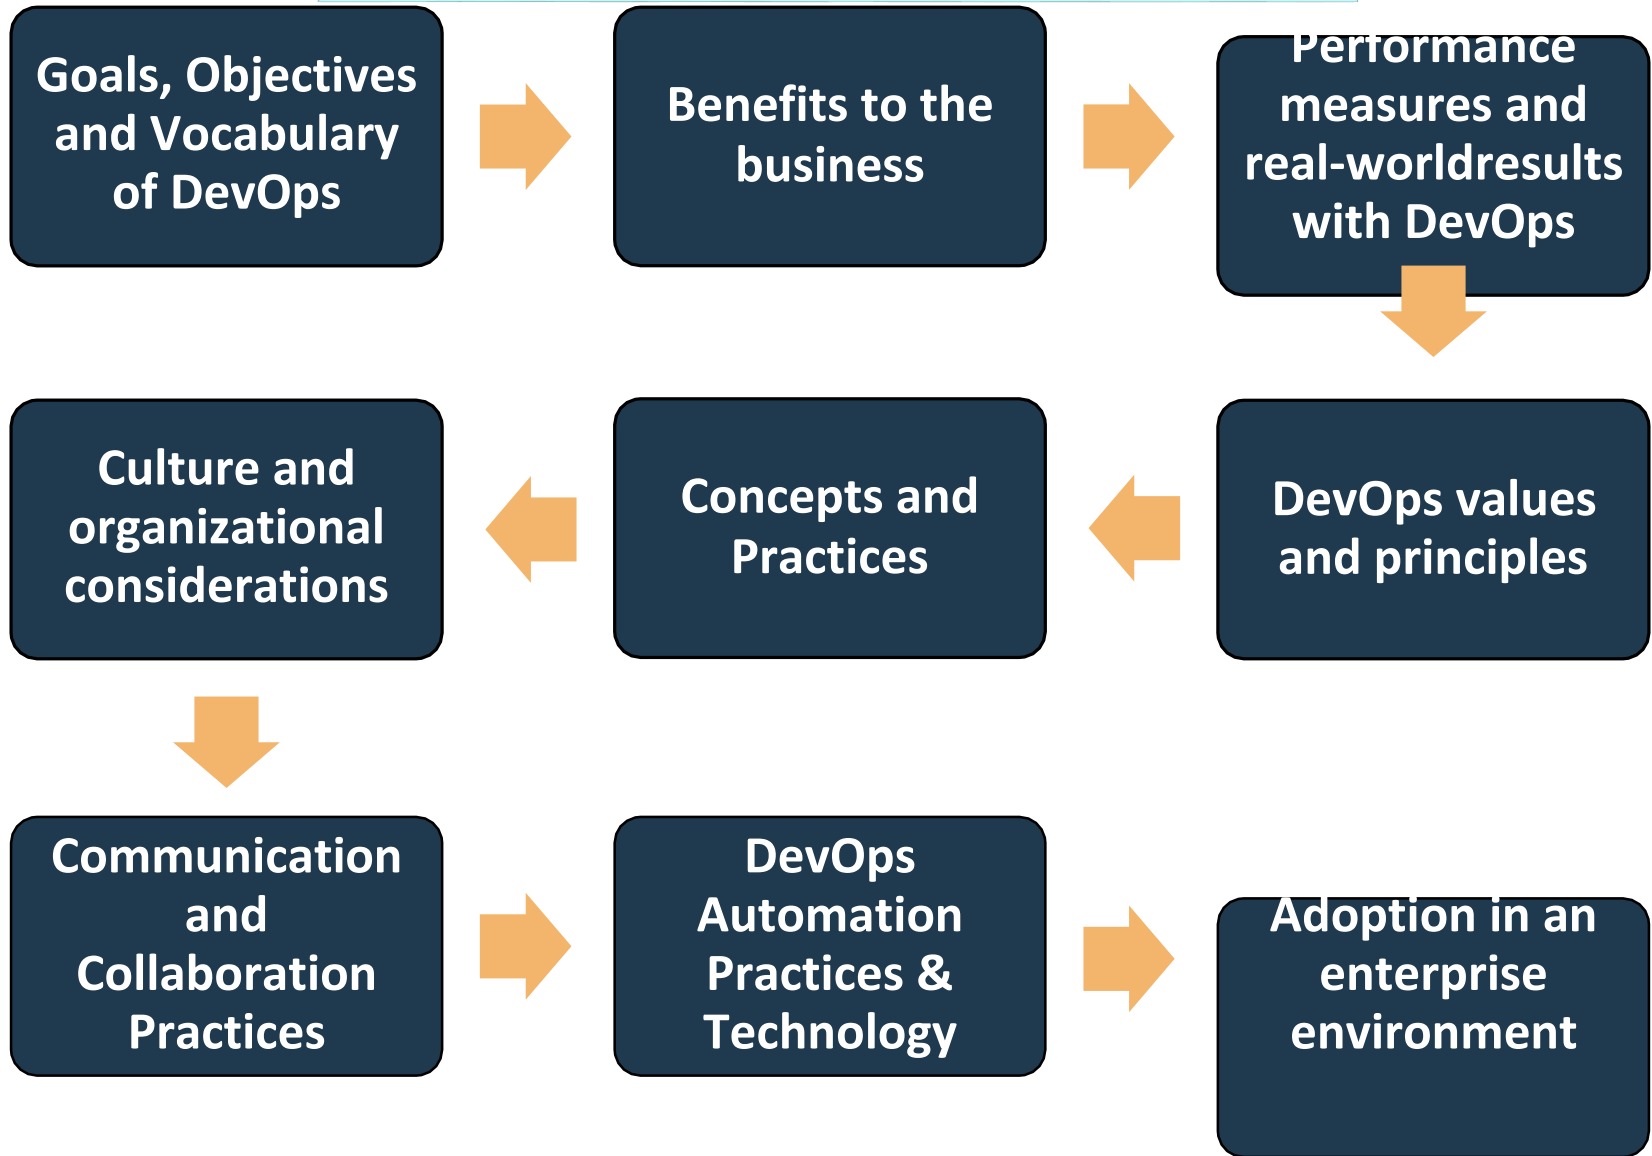 Goals, Objectives
and Vocabulary
of DevOps
Benefits to the
business
Performance
measures and
real-worldresults
with DevOps
DevOps values
and principles
Concepts and
Practices
Culture and
organizational
considerations
Communication
and
Collaboration
Practices
DevOps
Automation
Practices &
Technology
Adoption in an
enterprise
environment